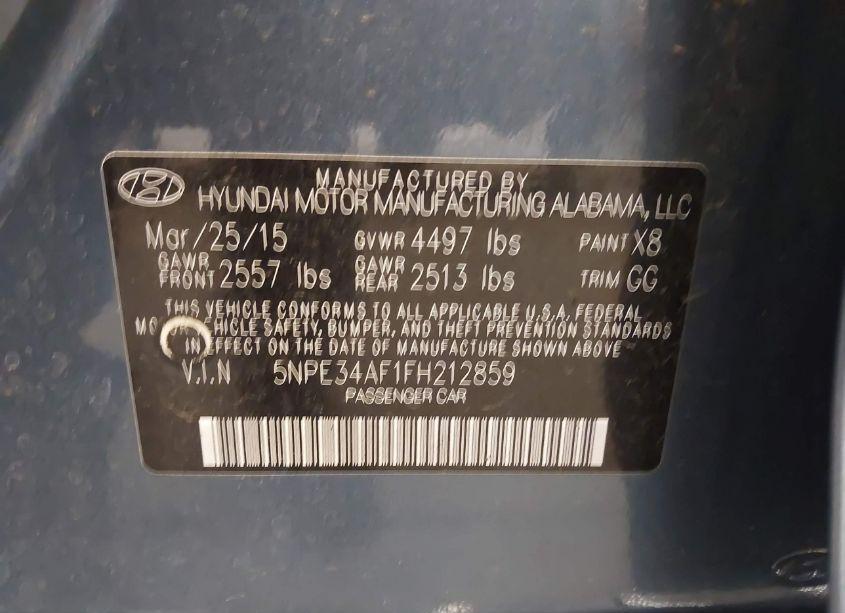 MANUFACTURED BY
HYUNDAI MOTOR MANUFACTURING ALABAMA, LLC
Mar/25/15 GVWR 4497 lbs PAINT X8
GAWR FRONT 2557 lbs GAWR REAR 2513 lbs TRIM GG
THIS VEHICLE CONFORMS TO ALL APPLICABLE U.S.A. FEDERAL
MO HICLE SAFETY, BUMPER, AND THEFT PREVENTION STANDARDS
IN EFFECT ON THE DATE OF MANUFACTURE SHOWN ABOVE
V.I.N 5NPE34AF1FH212859
PASSENGER CAR